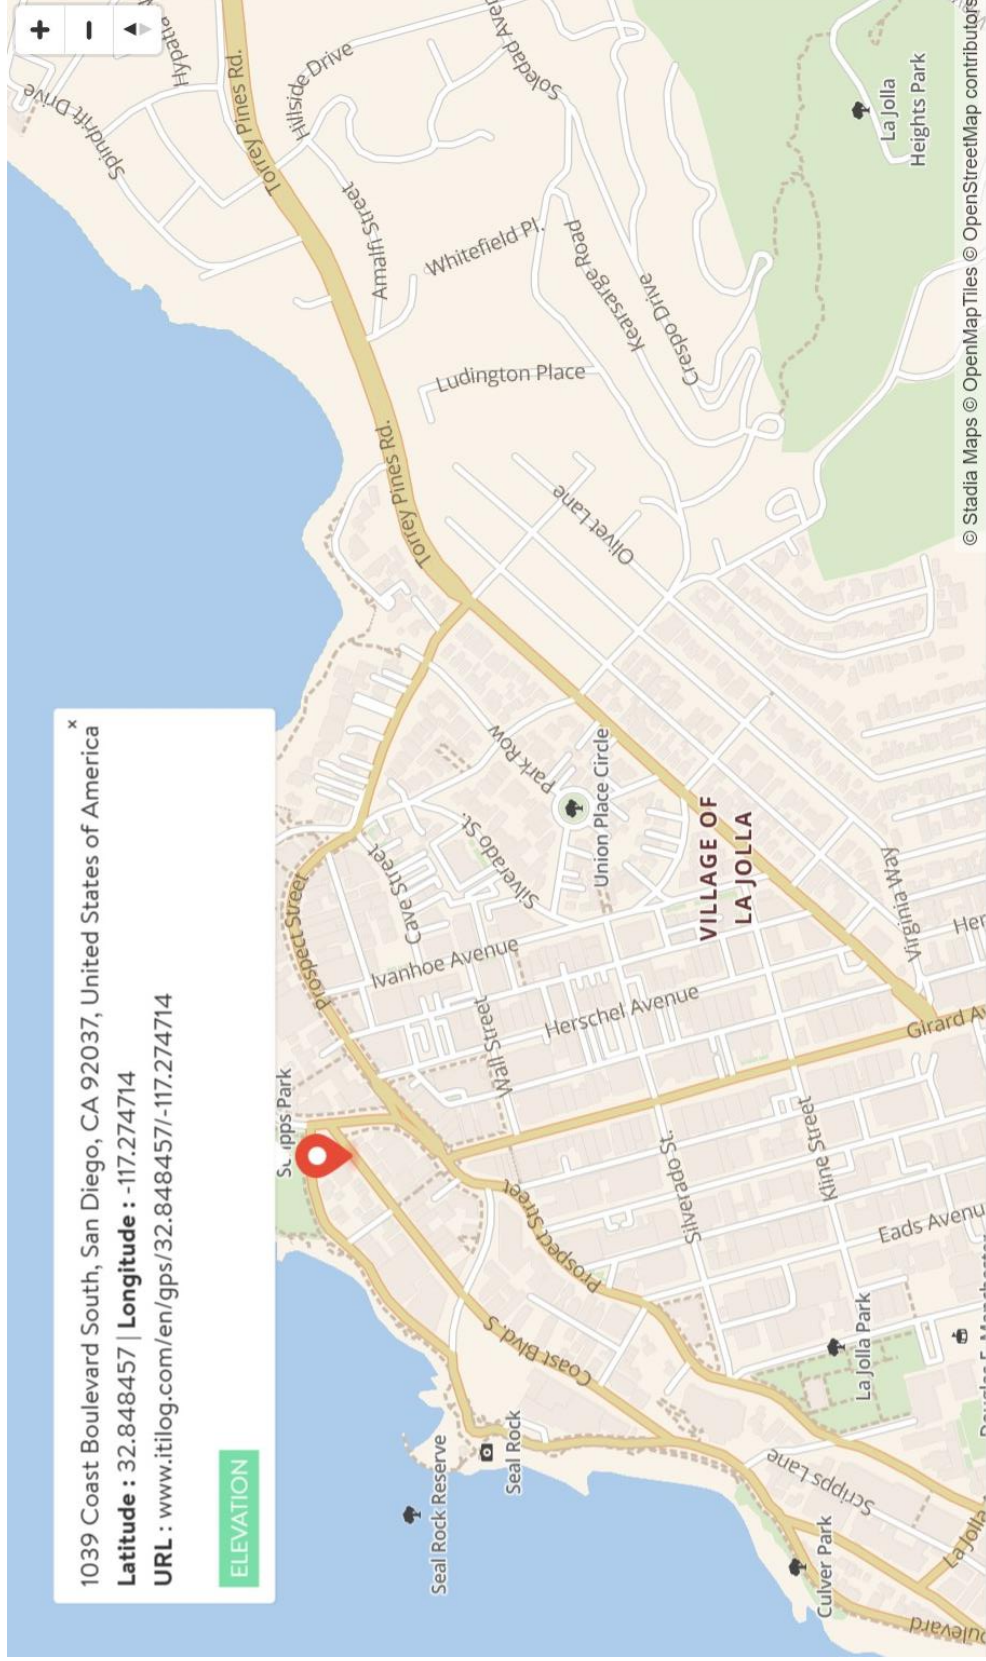 1039 Coast Boulevard South, San Diego, CA 92037, United States of America ×
Latitude : 32.848457 | Longitude : -117.274714
URL : www.itilog.com/en/gps/32.848457/-117.274714
ELEVATION
+
−
Spindrift Drive
Torrey Pines Rd.
Hillside Drive
Soledad
Amalfi Street
Whitefield Pl.
Kearsarge Road
Crespo Drive
Ludington Place
Torrey Pines Rd.
Olivet Lane
La Jolla
Heights Park
Park Row
Union Place Circle
Silverado St.
Cave Street
Prospect Street
Ivanhoe Avenue
Herschel Avenue
Wall Street
VILLAGE OF
LA JOLLA
Virginia Way
Girard
Park
Silverado St.
Kline Street
Eads
Prospect Street
Coast Blvd. S
La Jolla Park
Seal Rock Reserve
Seal Rock
Scripps Lane
Culver Park
La Jolla
© Stadia Maps © OpenMapTiles © OpenStreetMap contributors